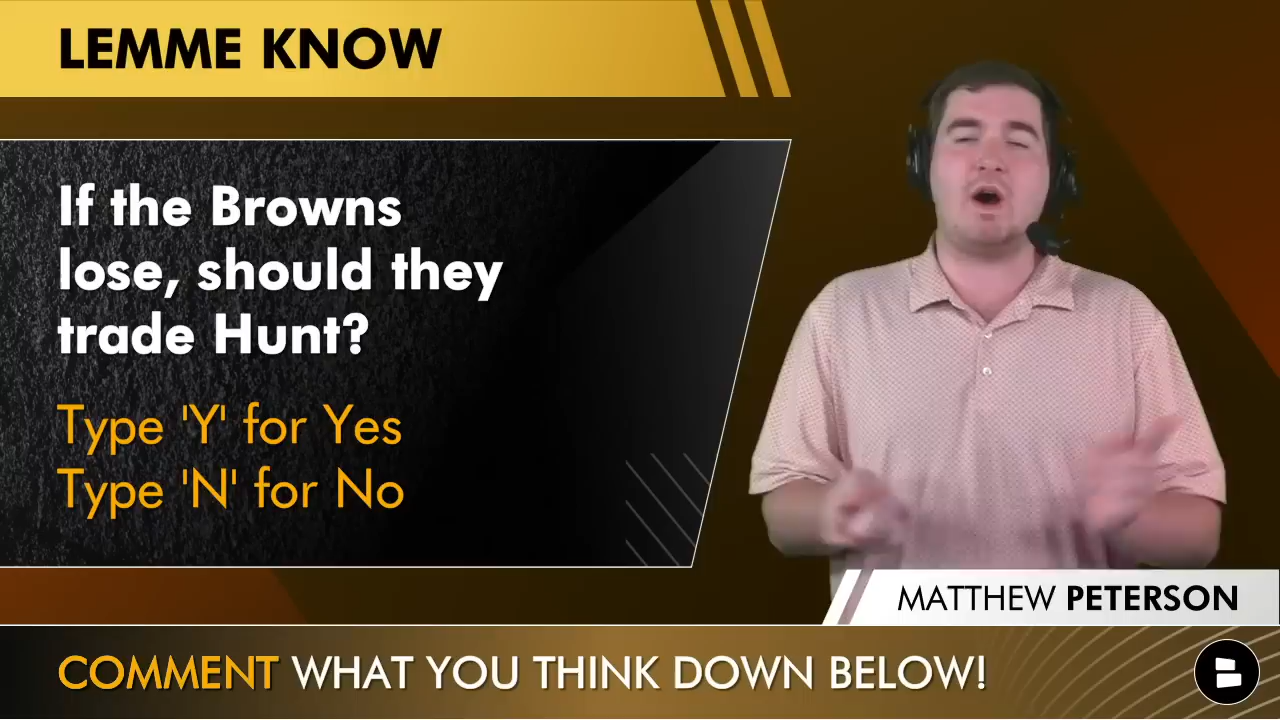 LEMME KNOW
If the Browns
lose, should they
trade Hunt?
Type 'Y' for Yes
Type 'N' for No
MATTHEW PETERSON
COMMENT WHAT YOU THINK DOWN BELOW!